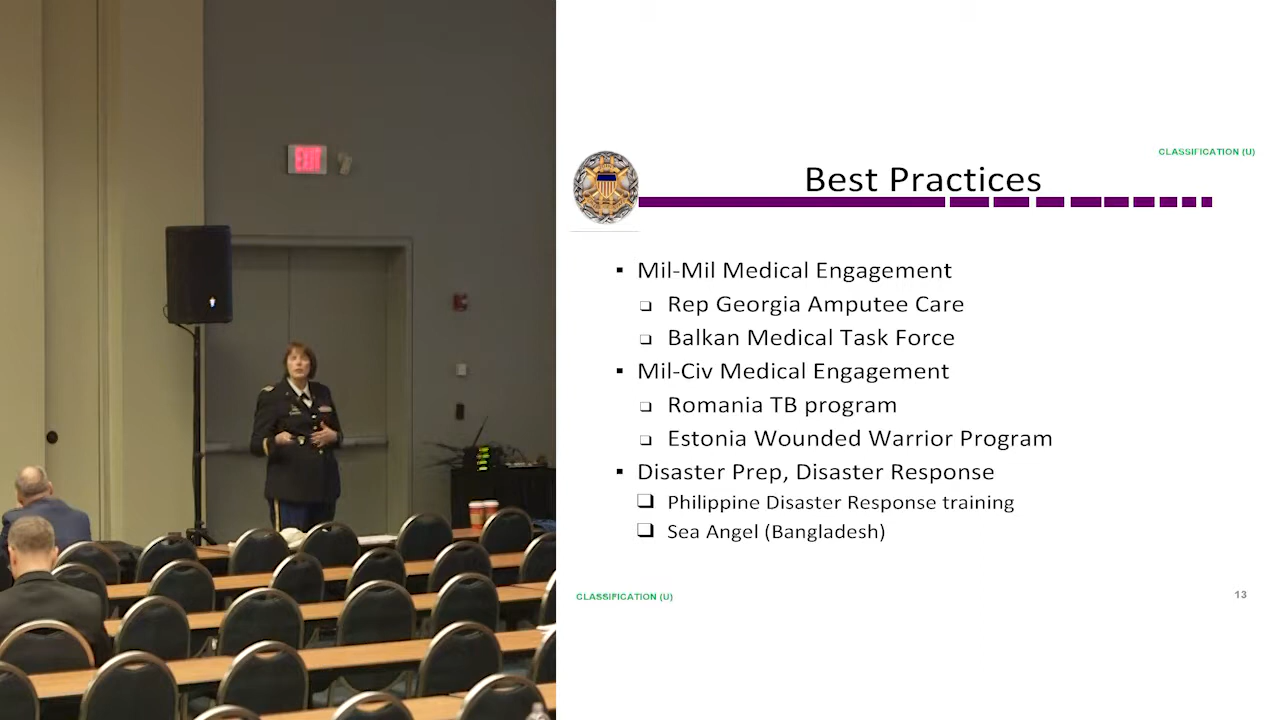 EXIT
CLASSIFICATION (U)
Best Practices
▪ Mil-Mil Medical Engagement
❑ Rep Georgia Amputee Care
❑ Balkan Medical Task Force
▪ Mil-Civ Medical Engagement
❑ Romania TB program
❑ Estonia Wounded Warrior Program
▪ Disaster Prep, Disaster Response
❑ Philippine Disaster Response training
❑ Sea Angel (Bangladesh)
CLASSIFICATION (U)
13